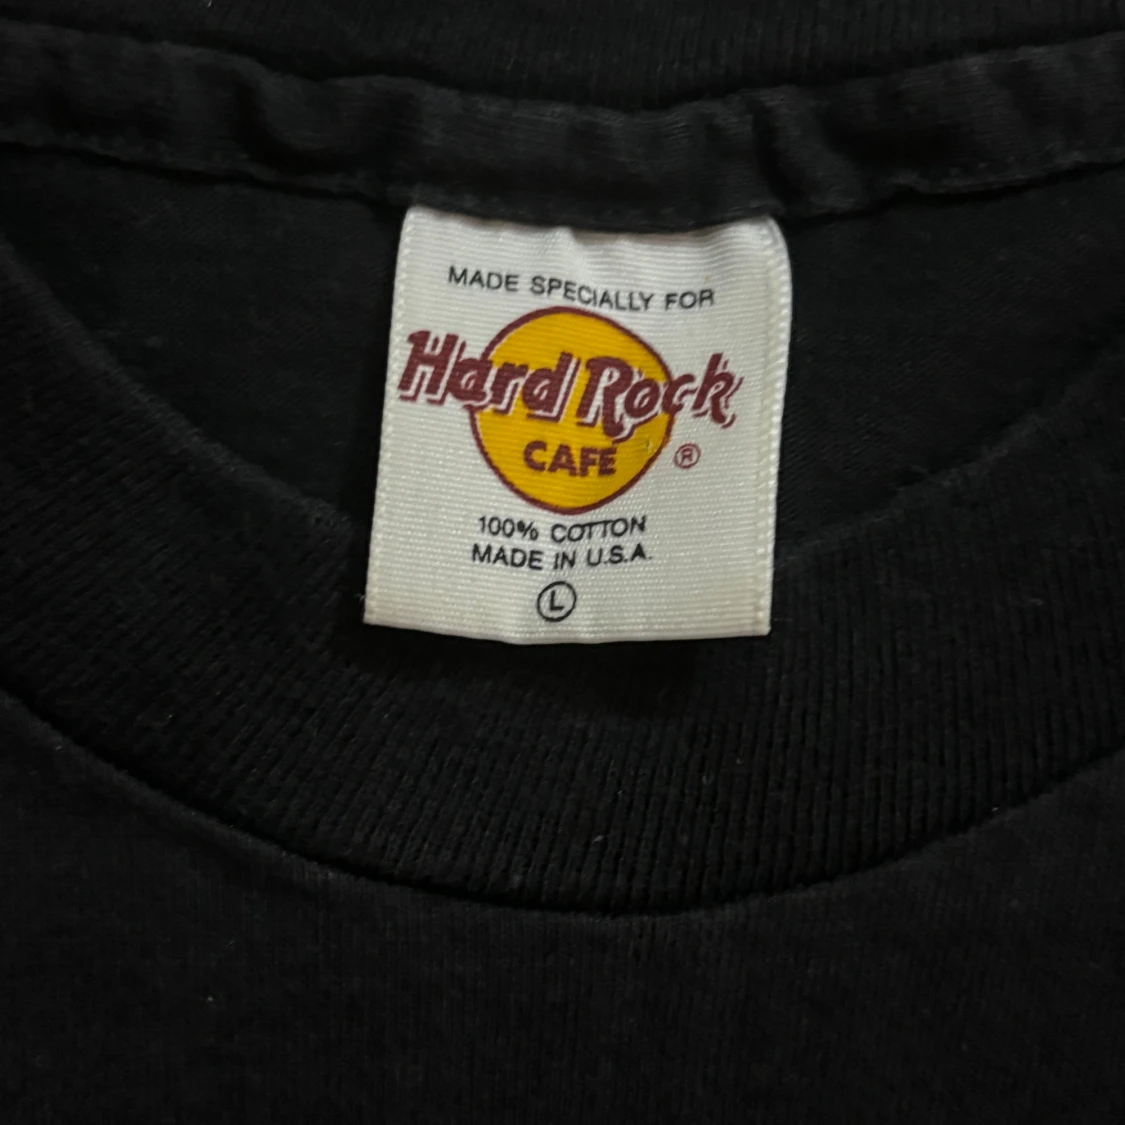 MADE SPECIALLY FOR
Hard Rock
CAFE
®
100% COTTON
MADE IN U.S.A.
L